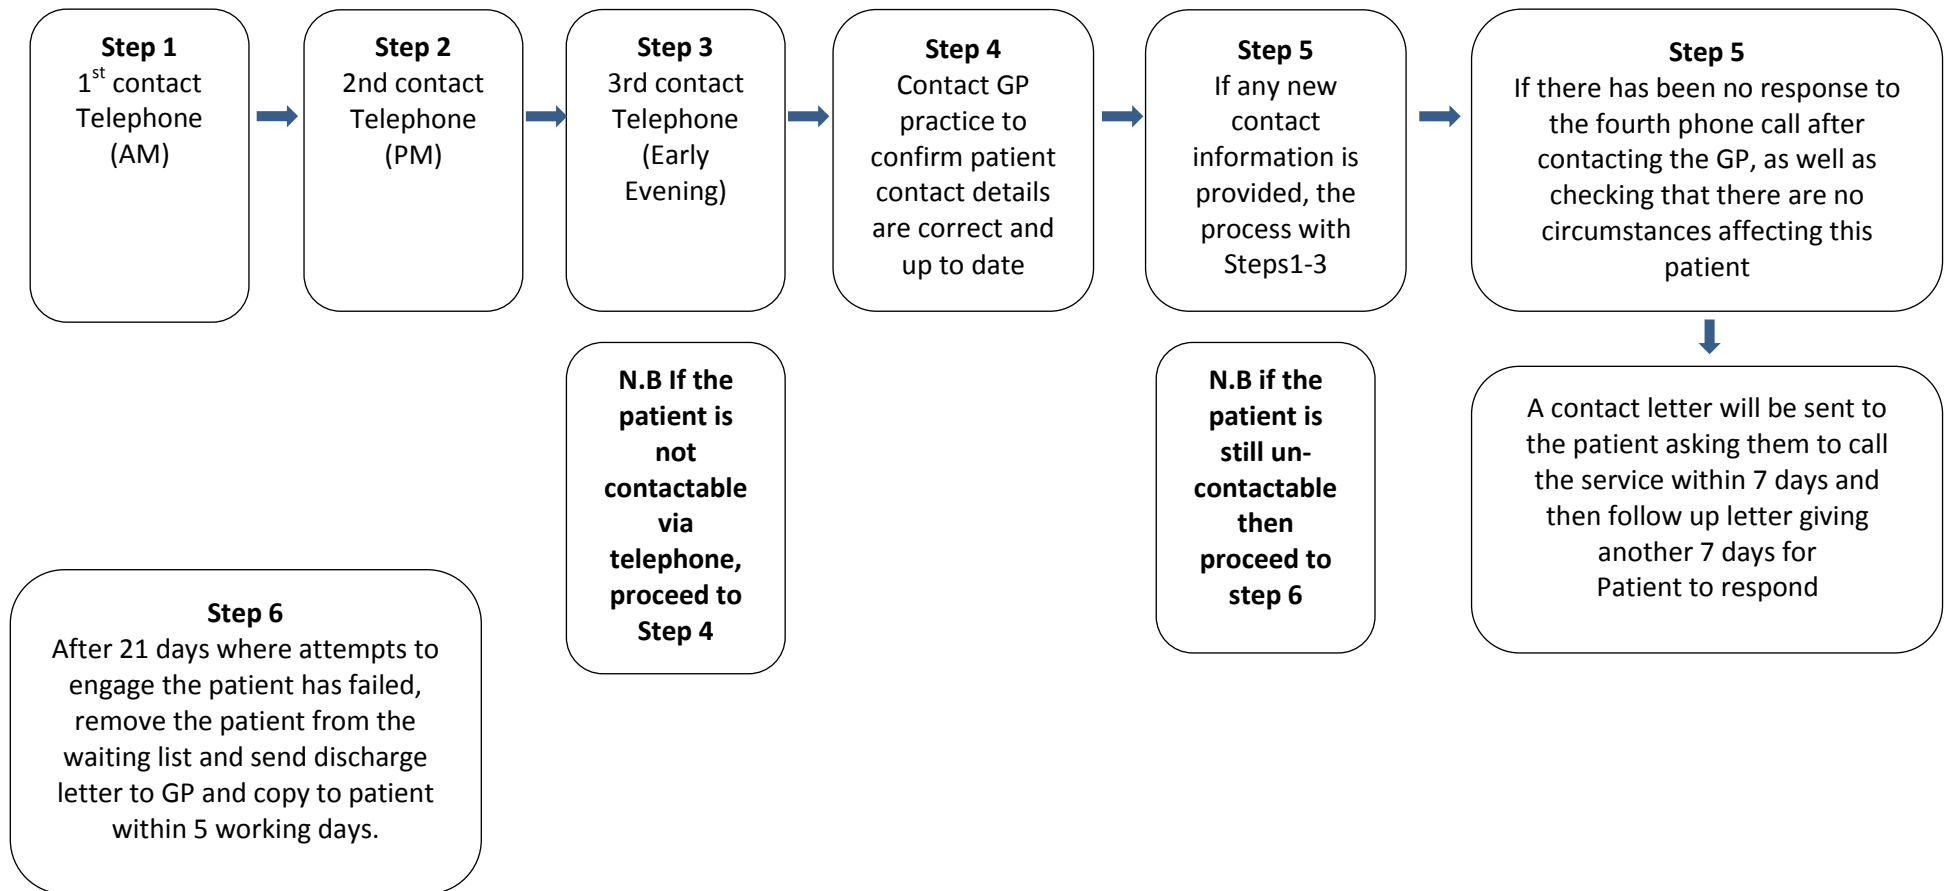 Step 1
1st contact
Telephone
(AM)
Step 2
2nd contact
Telephone
(PM)
Step 3
3rd contact
Telephone
(Early
Evening)
Step 4
Contact GP
practice to
confirm patient
contact details
are correct and
up to date
Step 5
If any new
contact
information is
provided, the
process with
Steps1-3
Step 5
If there has been no response to
the fourth phone call after
contacting the GP, as well as
checking that there are no
circumstances affecting this
patient
N.B If the
patient is
not
contactable
via
telephone,
proceed to
Step 4
N.B if the
patient is
still un-
contactable
then
proceed to
step 6
A contact letter will be sent to
the patient asking them to call
the service within 7 days and
then follow up letter giving
another 7 days for
Patient to respond
Step 6
After 21 days where attempts to
engage the patient has failed,
remove the patient from the
waiting list and send discharge
letter to GP and copy to patient
within 5 working days.